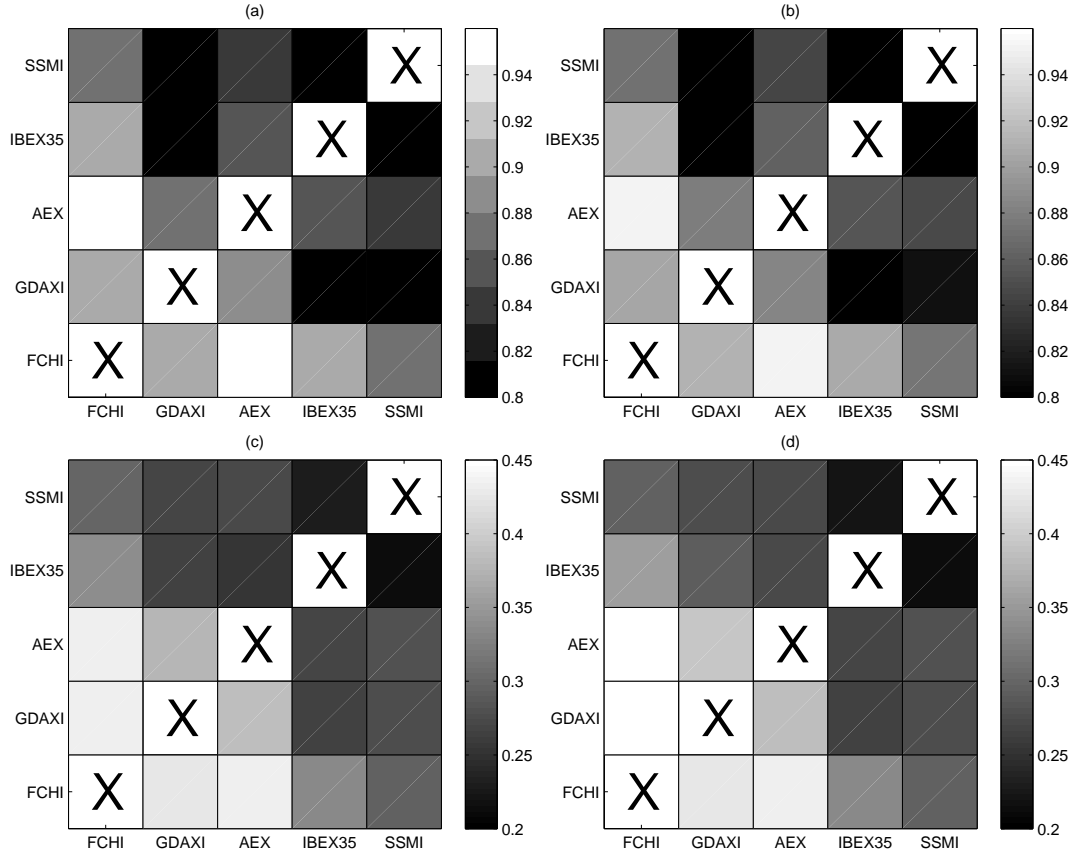 (a)
SSMI
IBEX35
AEX
GDAXI
FCHI
X
X
X
X
X
FCHI GDAXI AEX IBEX35 SSMI
0.94
0.92
0.9
0.88
0.86
0.84
0.82
0.8
(b)
SSMI
IBEX35
AEX
GDAXI
FCHI
X
X
X
X
X
FCHI GDAXI AEX IBEX35 SSMI
0.94
0.92
0.9
0.88
0.86
0.84
0.82
0.8
(c)
SSMI
IBEX35
AEX
GDAXI
FCHI
X
X
X
X
X
FCHI GDAXI AEX IBEX35 SSMI
0.45
0.4
0.35
0.3
0.25
0.2
(d)
SSMI
IBEX35
AEX
GDAXI
FCHI
X
X
X
X
X
FCHI GDAXI AEX IBEX35 SSMI
0.45
0.4
0.35
0.3
0.25
0.2